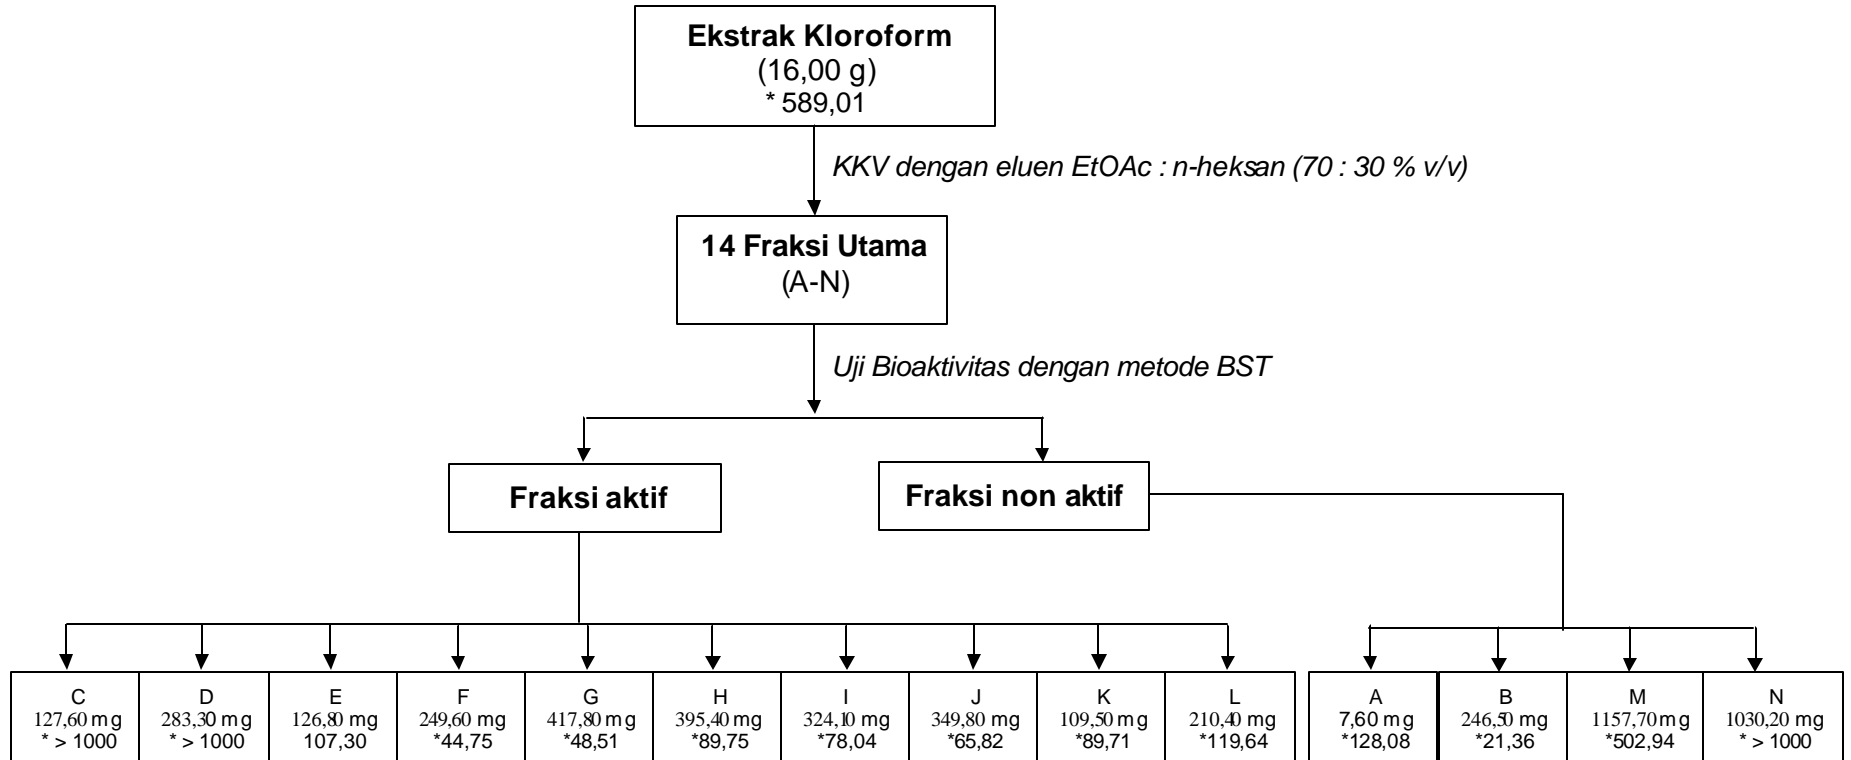 Ekstrak Kloroform
(16,00 g)
* 589,01
KKV dengan eluen EtOAc : n-heksan (70 : 30 % v/v)
14 Fraksi Utama
(A-N)
Uji Bioaktivitas dengan metode BST
Fraksi aktif
Fraksi non aktif
C
127,60 mg
* > 1000
D
283,30 mg
* > 1000
E
126,80 mg
107,30
F
249,60 mg
*44,75
G
417,80 mg
*48,51
H
395,40 mg
*89,75
I
324,10 mg
*78,04
J
349,80 mg
*65,82
K
109,50 mg
*89,71
L
210,40 mg
*119,64
A
7,60 mg
*128,08
B
246,50 mg
*21,36
M
1157,70 mg
*502,94
N
1030,20 mg
* > 1000